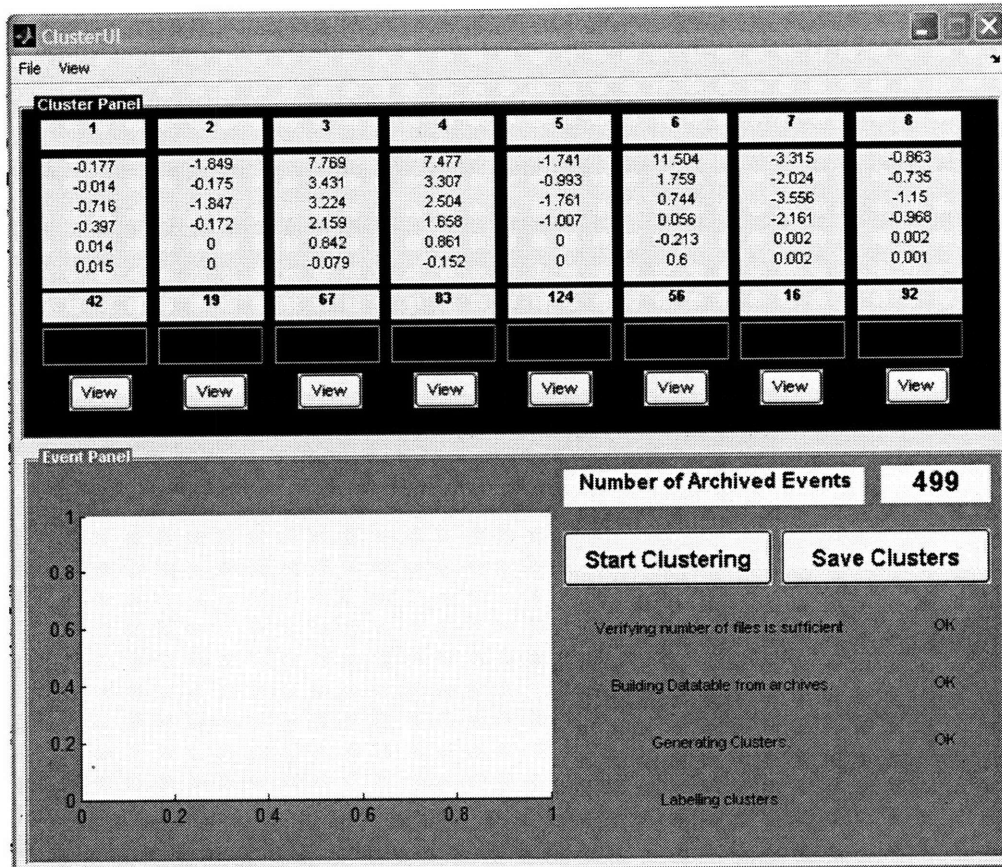 ClusterUI
File View
Cluster Panel
1 2 3 4 5 6 7 8
-0.177 -1.849 7.769 7.477 -1.741 11.504 -3.315 -0.863
-0.014 -0.175 3.431 3.307 -0.993 1.759 -2.024 -0.735
-0.716 -1.847 3.224 2.504 -1.761 0.744 -3.556 -1.15
-0.397 -0.172 2.159 1.658 -1.007 0.056 -2.161 -0.968
0.014 0 0.842 0.861 0 -0.213 0.002 0.002
0.015 0 -0.079 -0.152 0 0.6 0.002 0.001
42 19 67 83 124 56 16 92
View View View View View View View View
Event Panel
Number of Archived Events 499
Start Clustering Save Clusters
Verifying number of files is sufficient OK
Building Datatable from archives OK
Generating Clusters OK
Labelling clusters
1
0.8
0.6
0.4
0.2
0
0 0.2 0.4 0.6 0.8 1